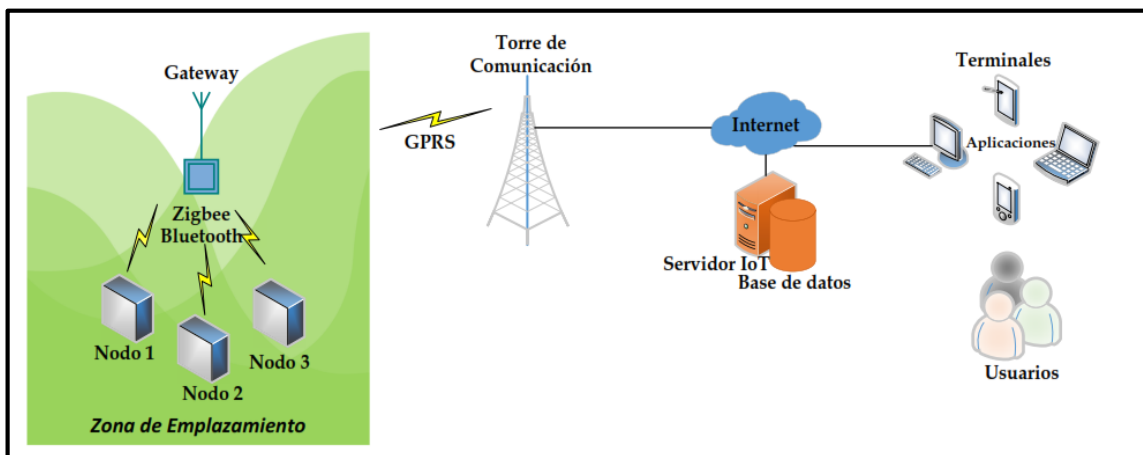 Gateway
Zigbee
Bluetooth
Nodo 1
Nodo 2
Nodo 3
Zona de Emplazamiento
GPRS
Torre de
Comunicación
Internet
Servidor IoT
Base de datos
Terminales
Aplicaciones
Usuarios